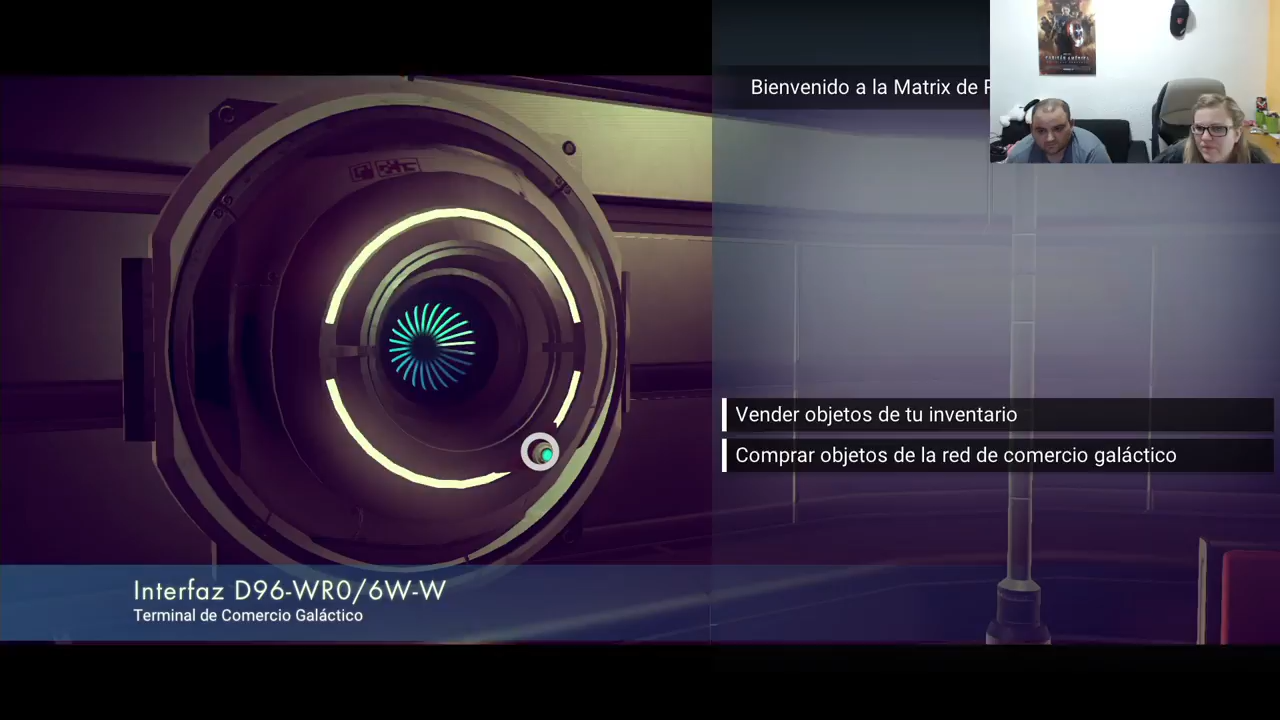 Bienvenido a la Matrix de
Vender objetos de tu inventario
Comprar objetos de la red de comercio galáctico
Interfaz D96-WR0/6W-W
Terminal de Comercio Galáctico